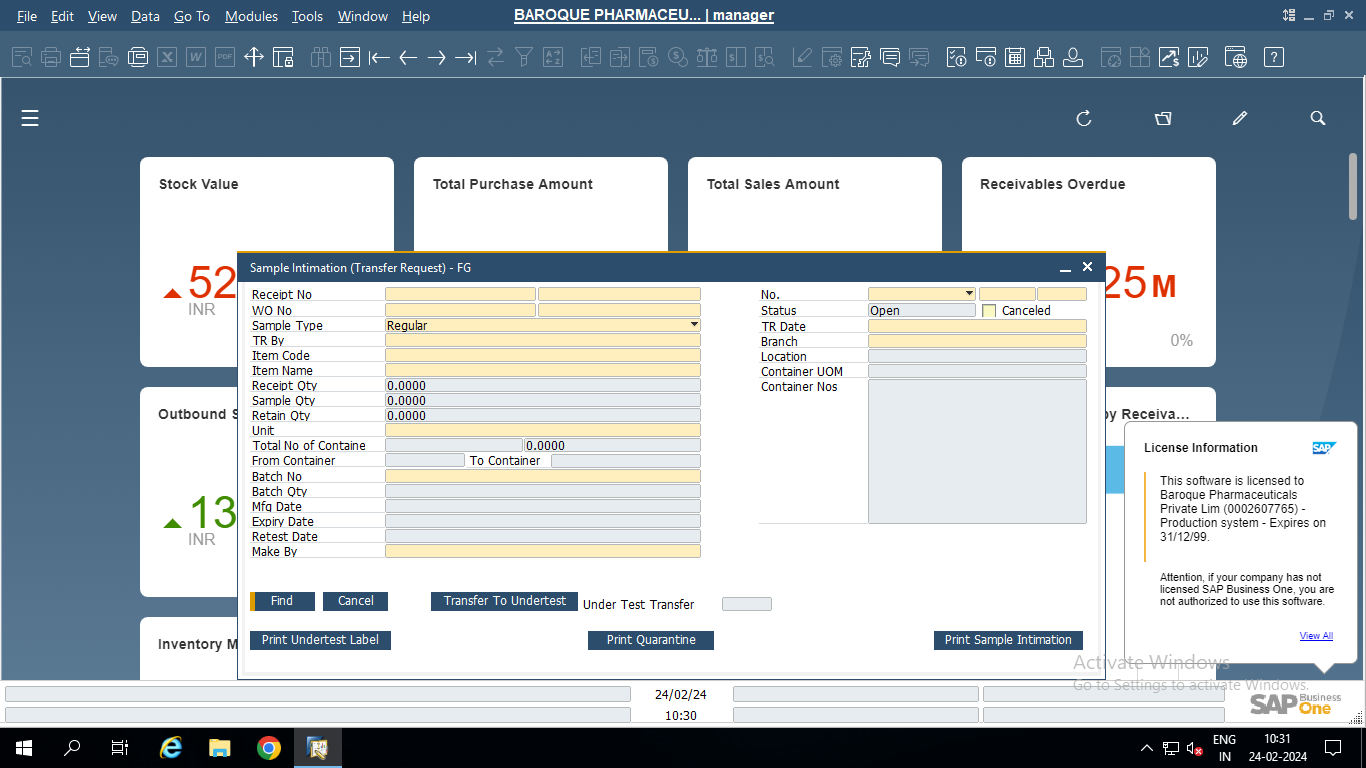 File Edit View Data Go To Modules Tools Window Help BAROQUE PHARMACEU... | manager
W PDF
Stock Value Total Purchase Amount Total Sales Amount Receivables Overdue
52
INR
25 M
0%
Outbound S
by Receiva...
13
INR
Inventory M
Sample Intimation (Transfer Request) - FG
Receipt No
WO No
Sample Type Regular
TR By
Item Code
Item Name
Receipt Qty 0.0000
Sample Qty 0.0000
Retain Qty 0.0000
Unit
Total No of Containe 0.0000
From Container To Container
Batch No
Batch Qty
Mfg Date
Expiry Date
Retest Date
Make By
No.
Status Open Canceled
TR Date
Branch
Location
Container UOM
Container Nos
Find Cancel Transfer To Undertest Under Test Transfer
Print Undertest Label Print Quarantine Print Sample Intimation
License Information SAP
This software is licensed to
Baroque Pharmaceuticals
Private Lim (0002607765) -
Production system - Expires on
31/12/99.
Attention, if your company has not
licensed SAP Business One, you are
not authorized to use this software.
View All
Activate Windows
Go to Settings to activate Windows.
24/02/24
10:30
SAP Business One
ENG
IN
10:31
24-02-2024